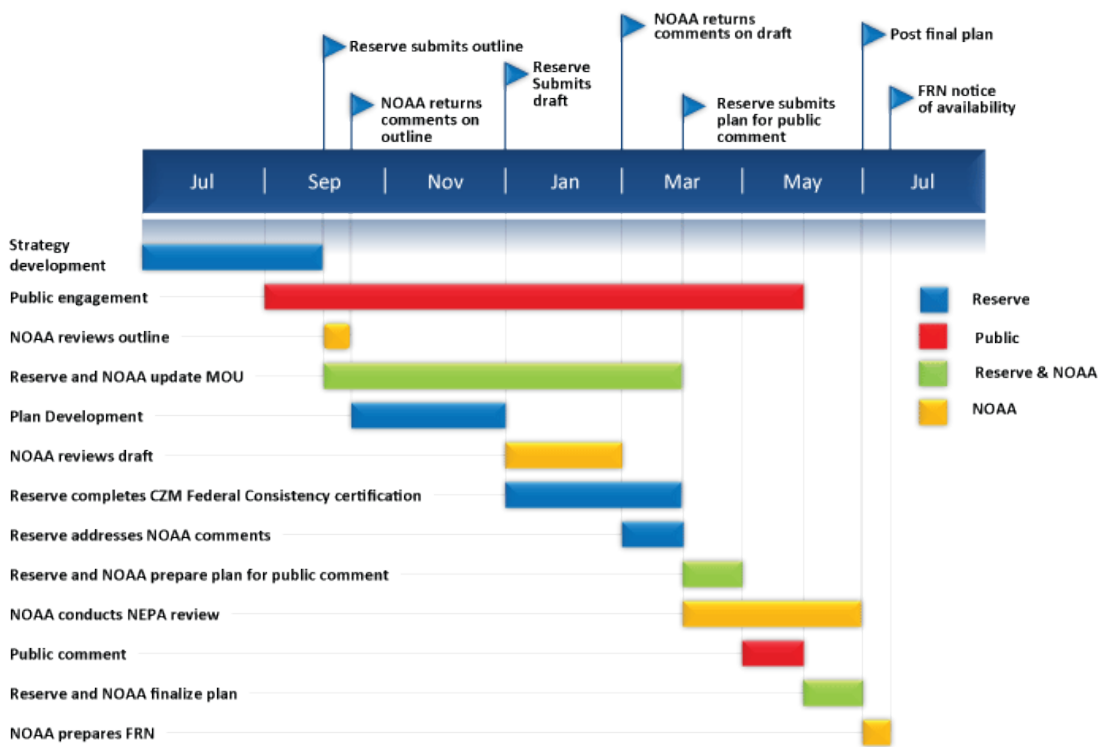 Reserve submits outline
NOAA returns
comments on
outline
Reserve
Submits
draft
NOAA returns
comments on draft
Reserve submits
plan for public
comment
Post final plan
FRN notice
of availability
Jul | Sep | Nov | Jan | Mar | May | Jul
Strategy
development
Public engagement
NOAA reviews outline
Reserve and NOAA update MOU
Plan Development
NOAA reviews draft
Reserve completes CZM Federal Consistency certification
Reserve addresses NOAA comments
Reserve and NOAA prepare plan for public comment
NOAA conducts NEPA review
Public comment
Reserve and NOAA finalize plan
NOAA prepares FRN
Reserve
Public
Reserve & NOAA
NOAA